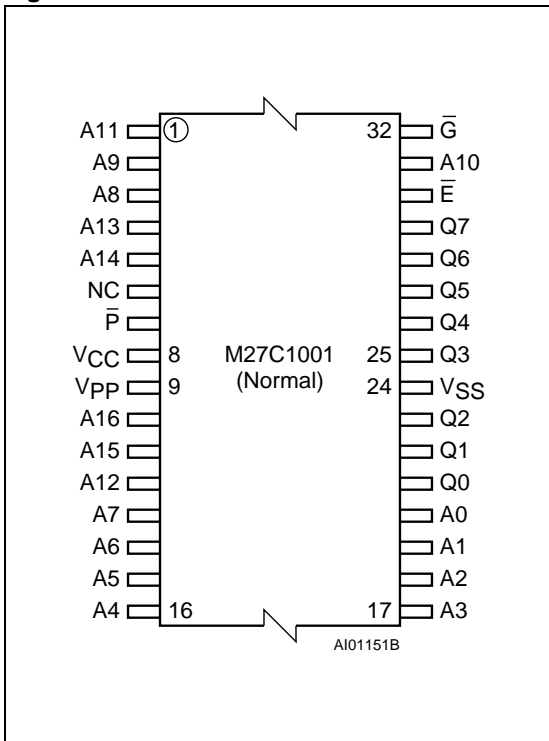 A11 1 32 G̅
A9 A10
A8 E̅
A13 Q7
A14 Q6
NC Q5
P̅ Q4
VCC 8 M27C1001 25 Q3
VPP 9 (Normal) 24 VSS
A16 Q2
A15 Q1
A12 Q0
A7 A0
A6 A1
A5 A2
A4 16 17 A3
AI01151B